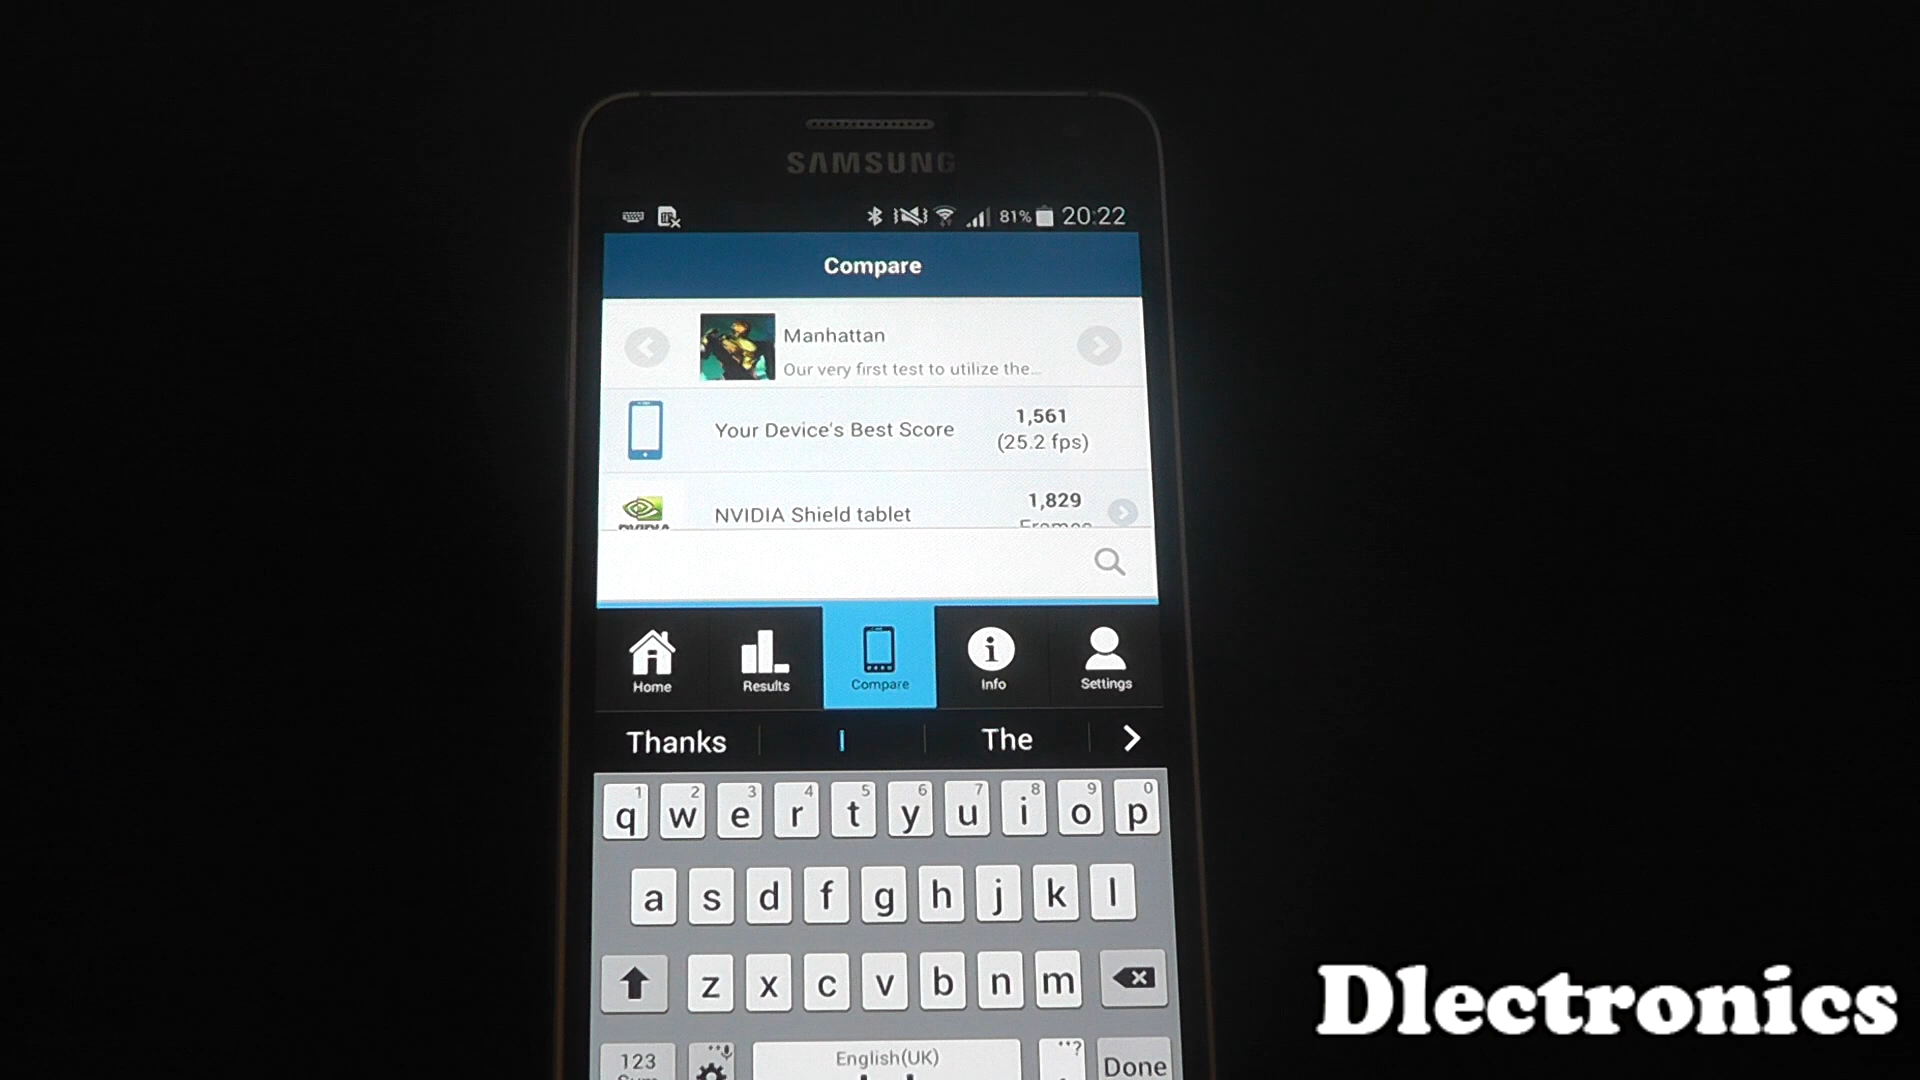 SAMSUNG
81% 20:22
Compare
Manhattan
Our very first test to utilize the...
Your Device's Best Score
1,561
(25.2 fps)
NVIDIA Shield tablet
1,829
Home
Results
Compare
Info
Settings
Thanks I The
1 2 3 4 5 6 7 8 9 0
q w e r t y u i o p
a s d f g h j k l
z x c v b n m
123
English(UK)
?
Done
Dlectronics